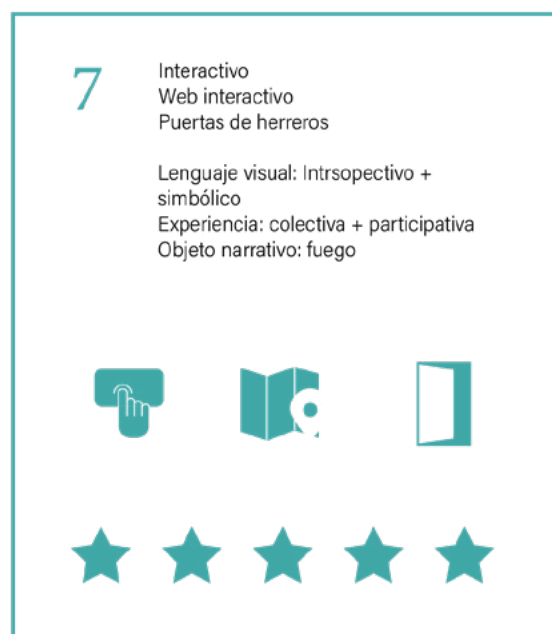 7
Interactivo
Web interactivo
Puertas de herreros
Lenguaje visual: Intrsopectivo +
simbólico
Experiencia: colectiva + participativa
Objeto narrativo: fuego